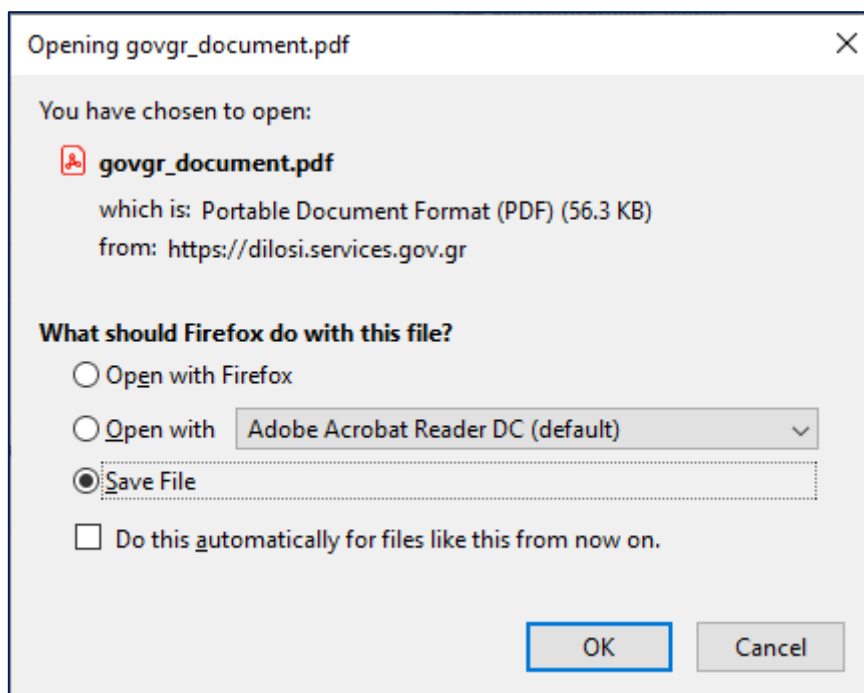 Opening govgr_document.pdf
You have chosen to open:
govgr_document.pdf
which is: Portable Document Format (PDF) (56.3 KB)
from: https://dilosi.services.gov.gr
What should Firefox do with this file?
Open with Firefox
Open with Adobe Acrobat Reader DC (default)
Save File
Do this automatically for files like this from now on.
OK Cancel